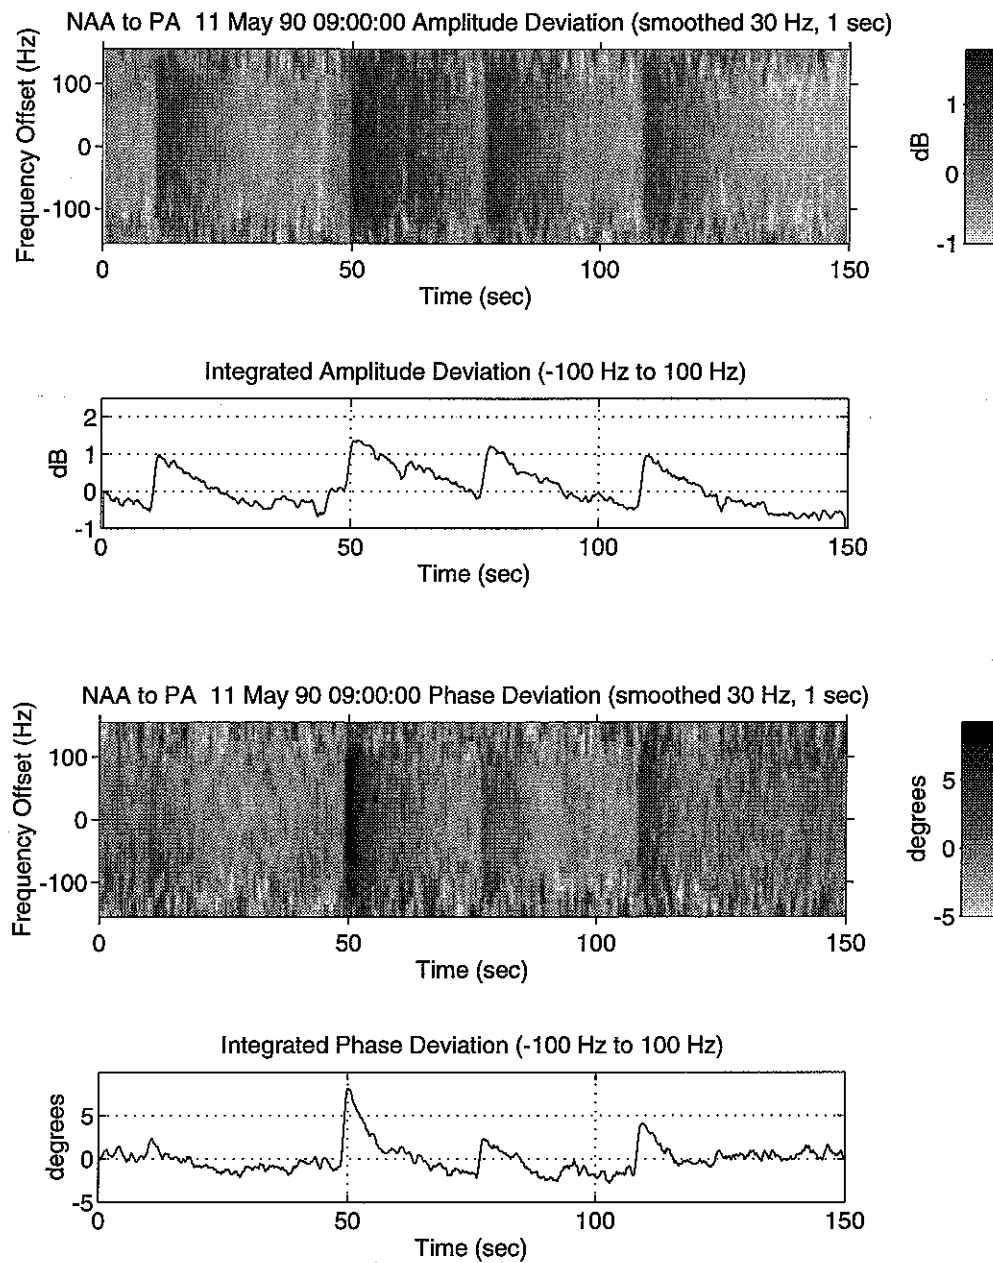 NAA to PA 11 May 90 09:00:00 Amplitude Deviation (smoothed 30 Hz, 1 sec)
Frequency Offset (Hz)
100
0
-100
0
50
100
150
Time (sec)
dB
1
0
-1
Integrated Amplitude Deviation (-100 Hz to 100 Hz)
dB
2
1
0
-1
0
50
100
150
Time (sec)
NAA to PA 11 May 90 09:00:00 Phase Deviation (smoothed 30 Hz, 1 sec)
Frequency Offset (Hz)
100
0
-100
0
50
100
150
Time (sec)
degrees
5
0
-5
Integrated Phase Deviation (-100 Hz to 100 Hz)
degrees
5
0
-5
0
50
100
150
Time (sec)